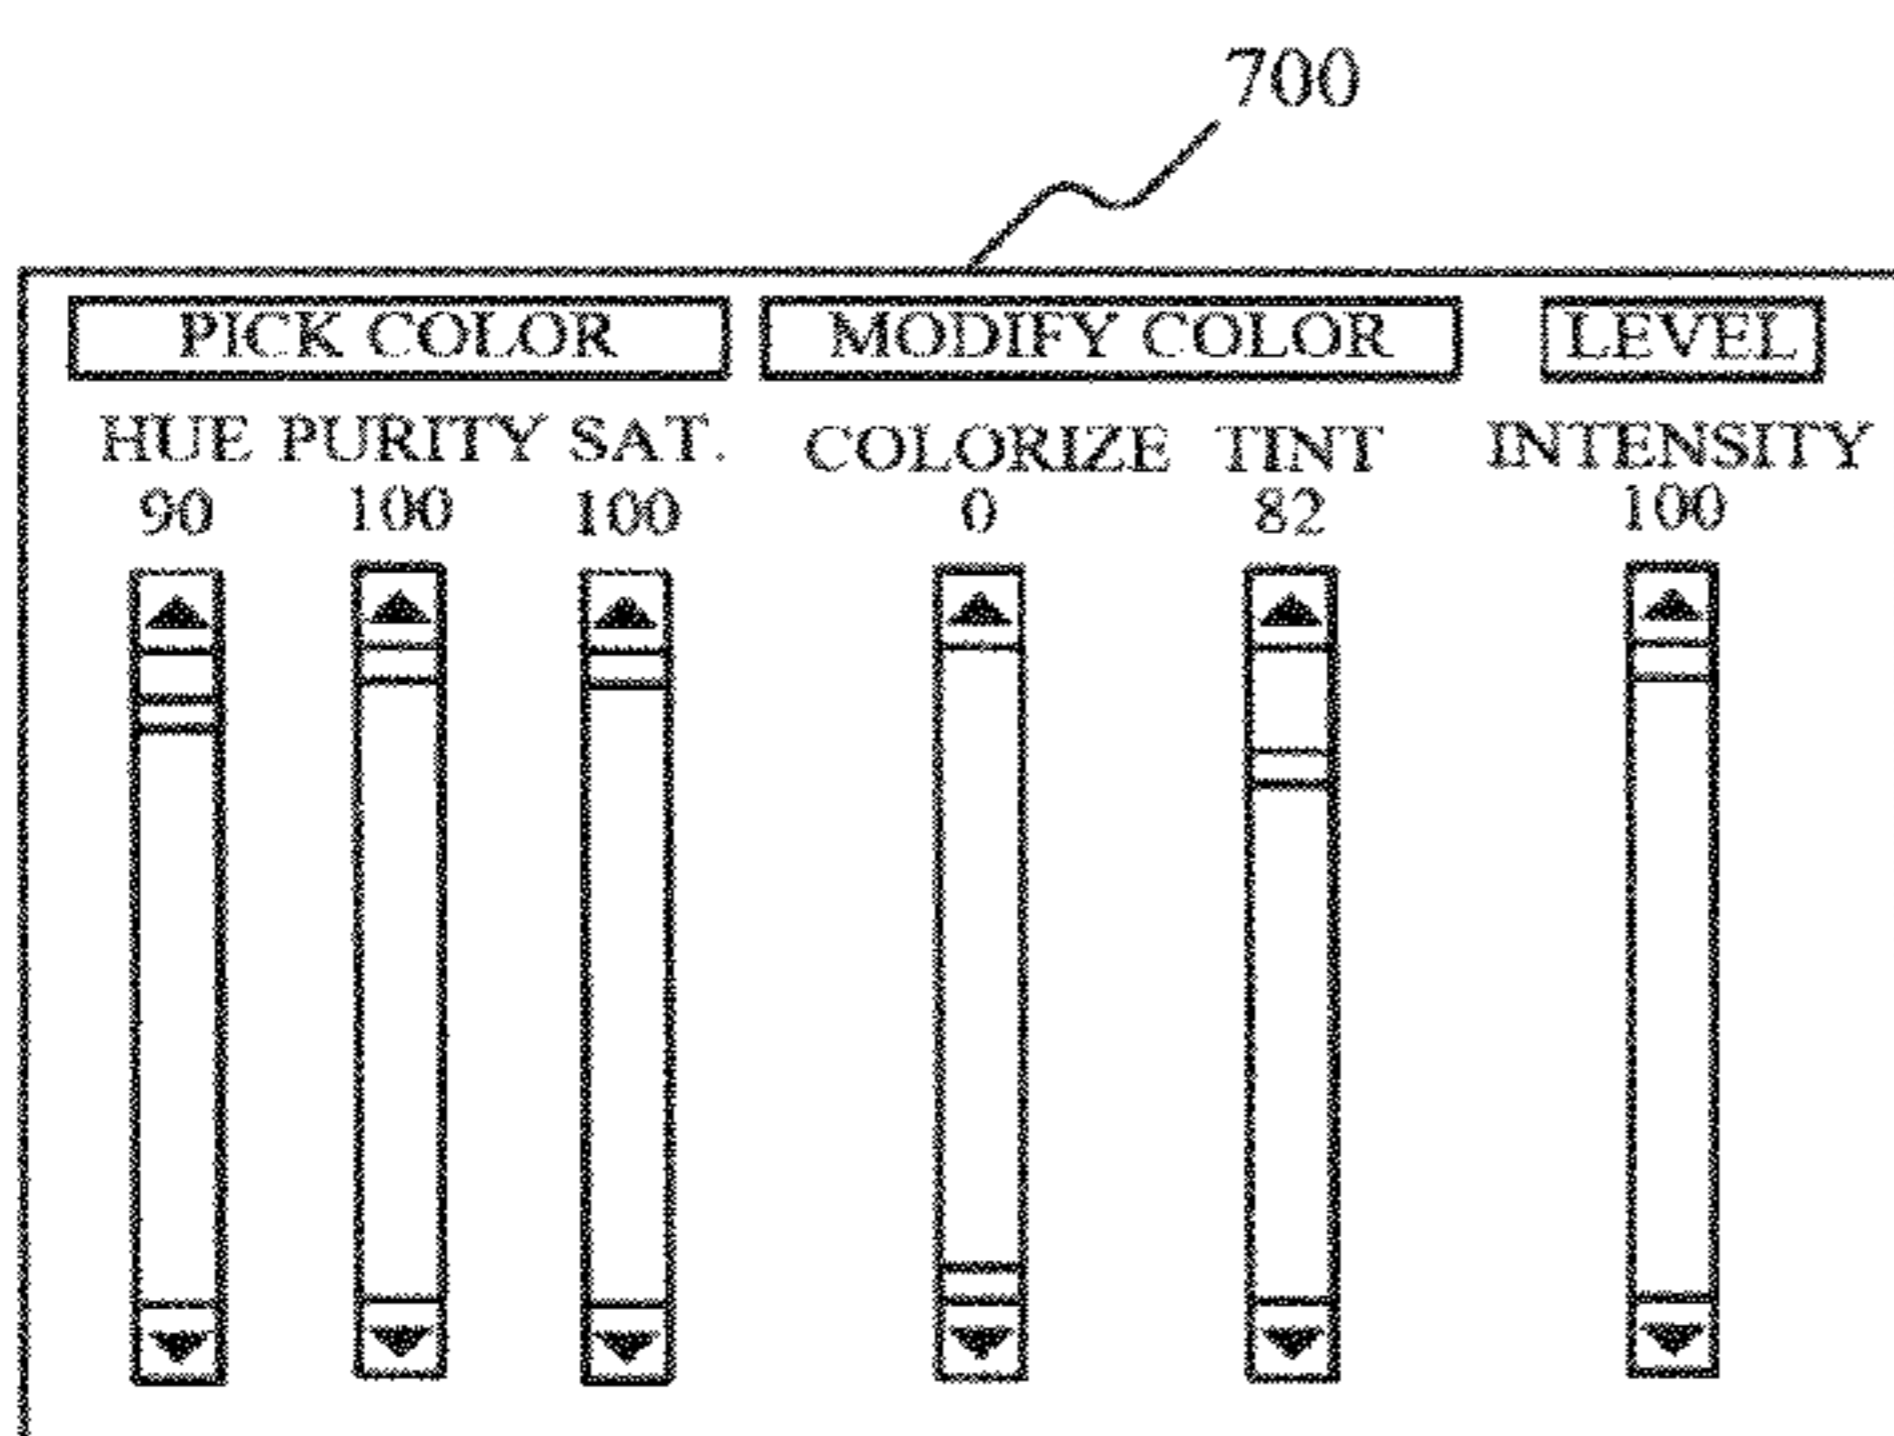 700
PICK COLOR MODIFY COLOR LEVEL
HUE PURITY SAT. COLORIZE TINT INTENSITY
90 100 100 0 82 100